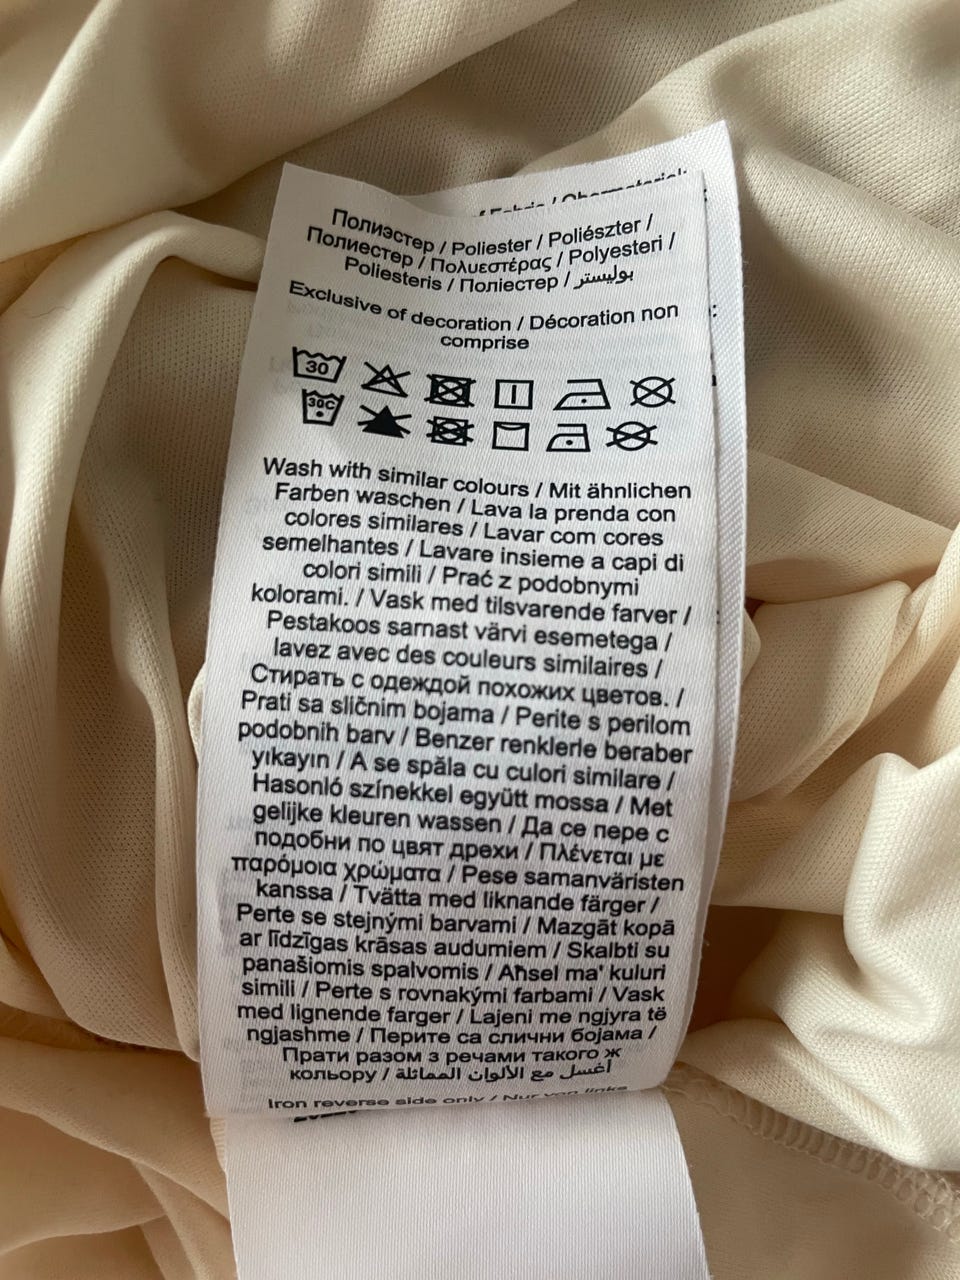 Полиэстер / Poliester / Poliészter /
Полиестер / Πολυεστέρας / Polyesteri /
Poliesteris / Поліестер / بوليستر
Exclusive of decoration / Décoration non
comprise
30
30C
Wash with similar colours / Mit ähnlichen
Farben waschen / Lava la prenda con
colores similares / Lavar com cores
semelhantes / Lavare insieme a capi di
colori simili / Prać z podobnymi
kolorami. / Vask med tilsvarende farver /
Pestakoos sarnast värvi esemetega /
lavez avec des couleurs similaires /
Стирать с одеждой похожих цветов. /
Prati sa sličnim bojama / Perite s perilom
podobnih barv / Benzer renklerle beraber
yıkayın / A se spăla cu culori similare /
Hasonló színekkel együtt mossa / Met
gelijke kleuren wassen / Да се пере с
подобни по цвят дрехи / Πλένεται με
παρόμοια χρώματα / Pese samanväristen
kanssa / Tvätta med liknande färger /
Perte se stejnými barvami / Mazgāt kopā
ar līdzīgas krāsas audumiem / Skalbti su
panašiomis spalvomis / Aħsel ma' kuluri
simili / Perte s rovnakými farbami / Vask
med lignende farger / Lajeni me ngjyra të
ngjashme / Перите са слични бојама /
Прати разом з речами такого ж
кольору / أغسل مع الألوان المماثلة
Iron reverse side only / Nur von links